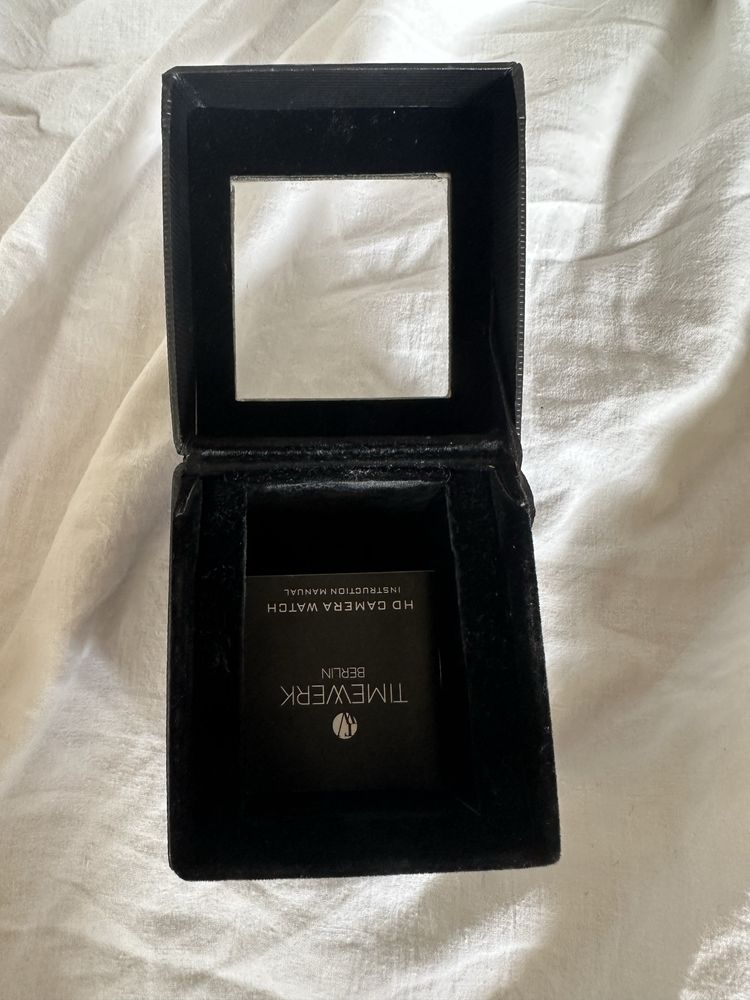 TIMEWERK
BERLIN
HD CAMERA WATCH
INSTRUCTION MANUAL